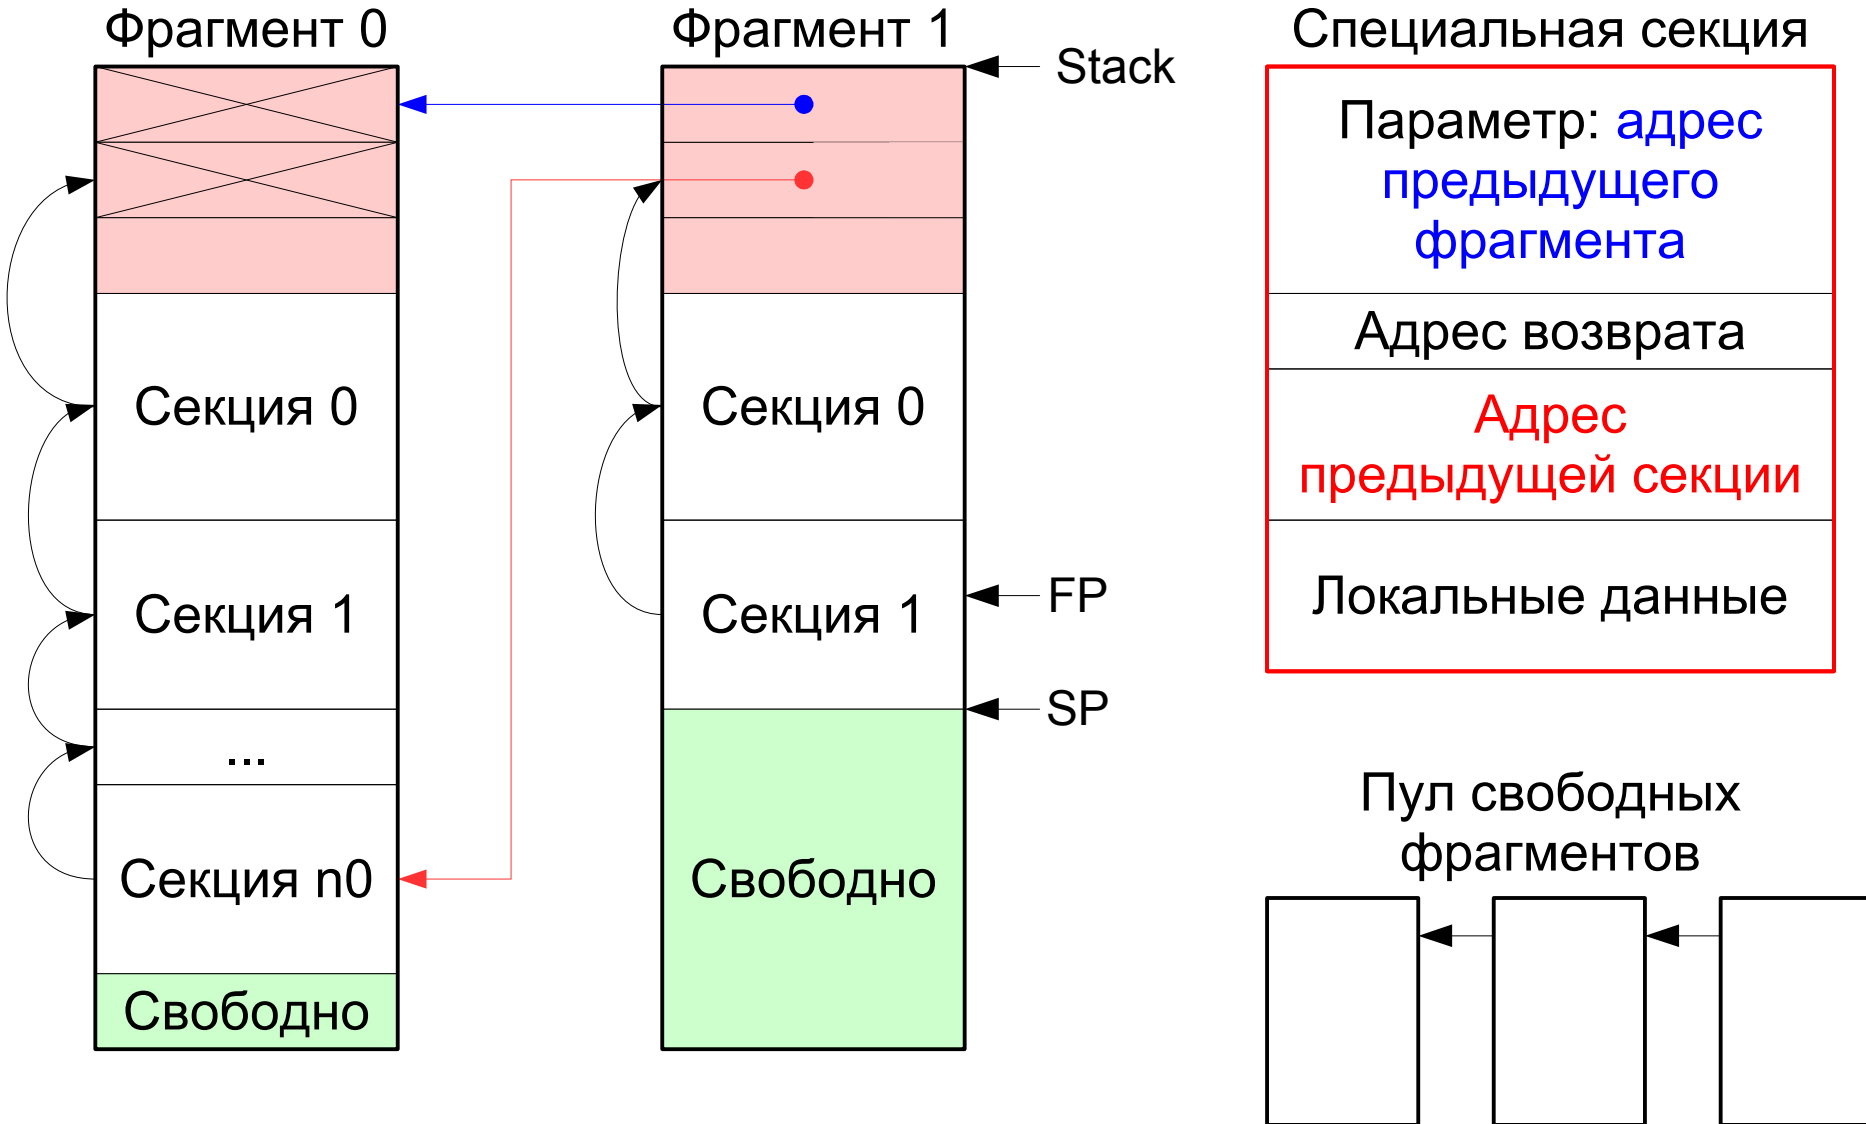 Фрагмент 0
Секция 0
Секция 1
...
Секция n0
Свободно
Фрагмент 1
Секция 0
Секция 1
Свободно
Stack
FP
SP
Специальная секция
Параметр: адрес
предыдущего
фрагмента
Адрес возврата
Адрес
предыдущей секции
Локальные данные
Пул свободных
фрагментов